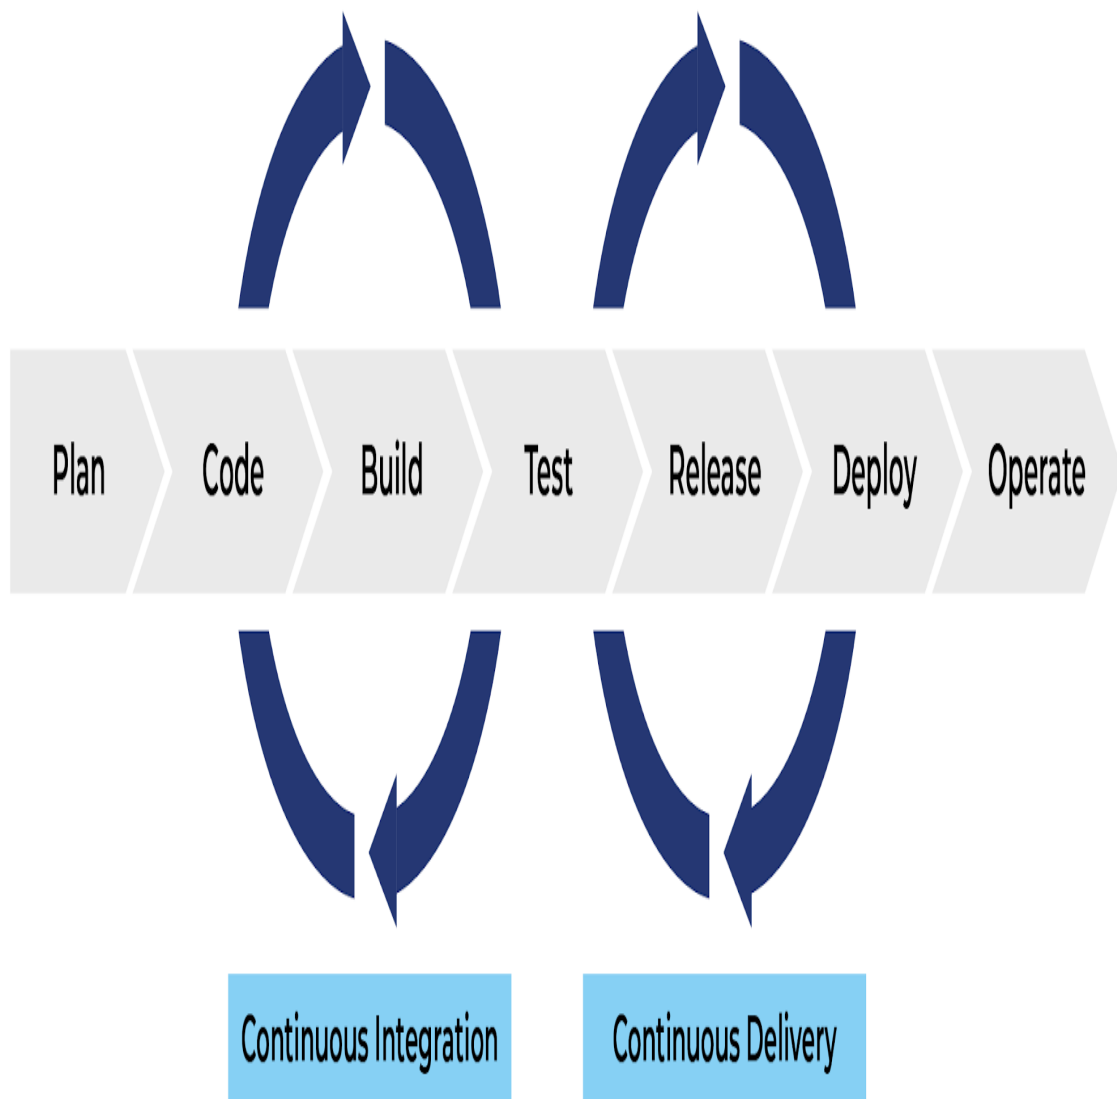 Plan
Code
Build
Test
Release
Deploy
Operate
Continuous Integration
Continuous Delivery